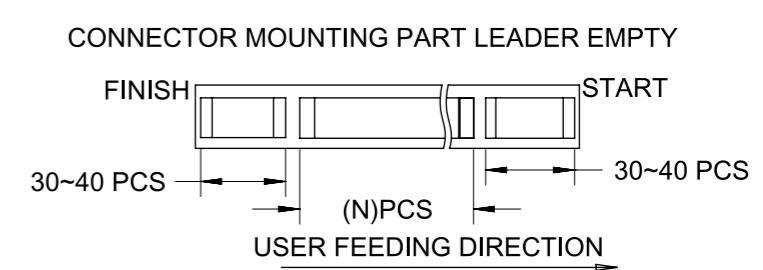 CONNECTOR MOUNTING PART LEADER EMPTY
FINISH
START
30~40 PCS
30~40 PCS
(N)PCS
USER FEEDING DIRECTION